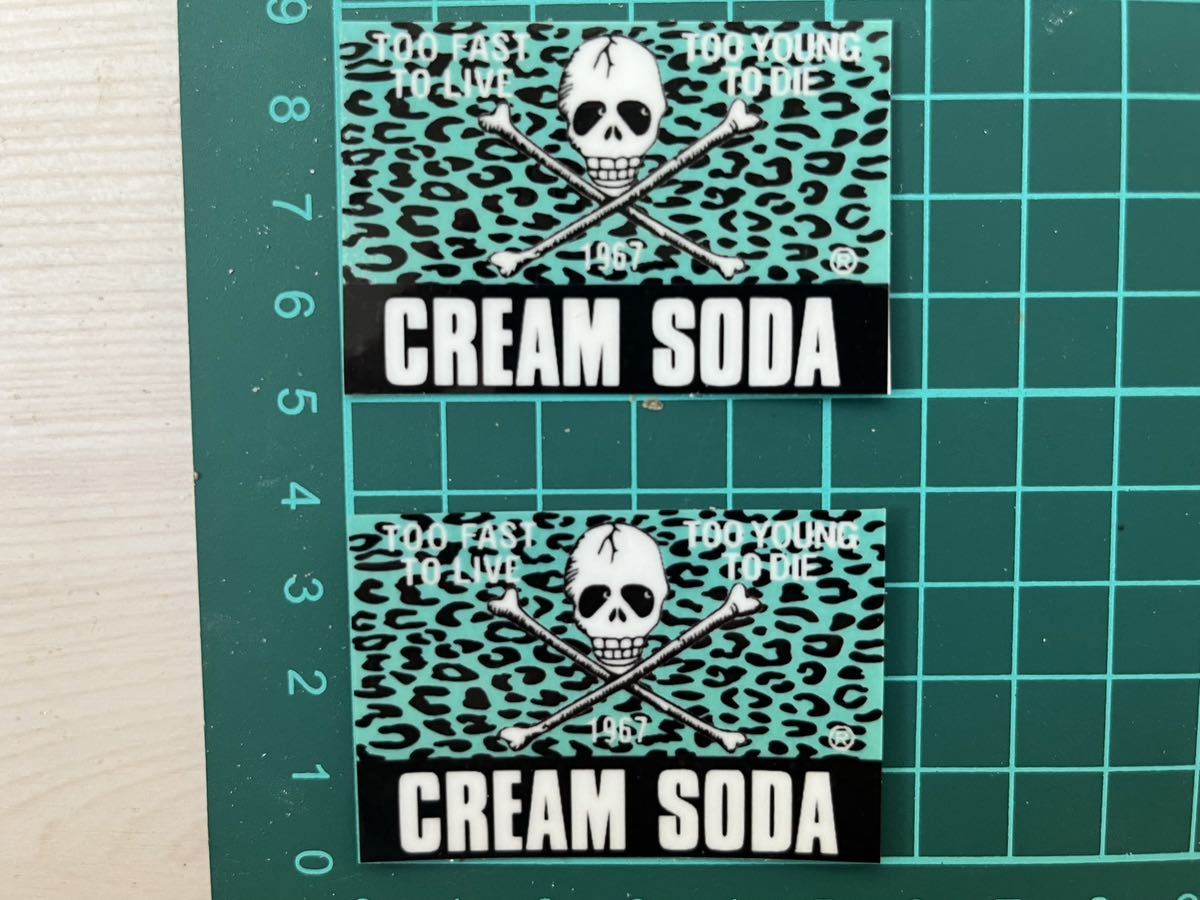 9
8
7
6
5
4
3
2
1
0
TOO FAST
TO LIVE
TOO YOUNG
TO DIE
1967
®
CREAM SODA
TOO FAST
TO LIVE
TOO YOUNG
TO DIE
1967
®
CREAM SODA